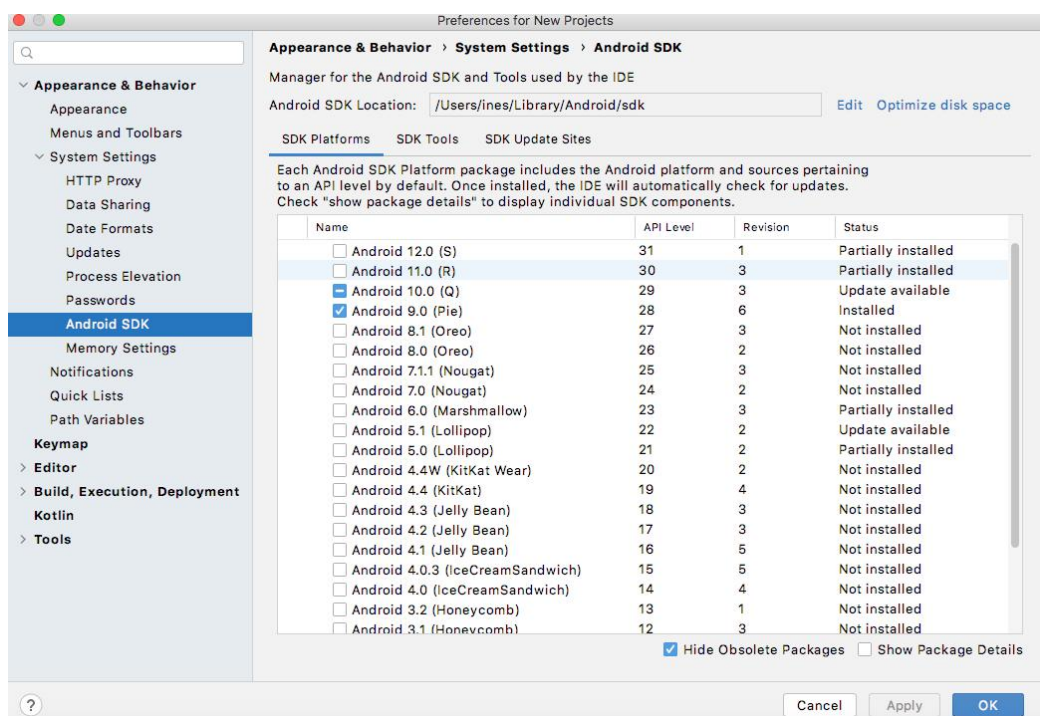 Preferences for New Projects
Appearance & Behavior
Appearance
Menus and Toolbars
System Settings
HTTP Proxy
Data Sharing
Date Formats
Updates
Process Elevation
Passwords
Android SDK
Memory Settings
Notifications
Quick Lists
Path Variables
Keymap
Editor
Build, Execution, Deployment
Kotlin
Tools
Appearance & Behavior › System Settings › Android SDK
Manager for the Android SDK and Tools used by the IDE
Android SDK Location: /Users/ines/Library/Android/sdk Edit Optimize disk space
SDK Platforms SDK Tools SDK Update Sites
Each Android SDK Platform package includes the Android platform and sources pertaining
to an API level by default. Once installed, the IDE will automatically check for updates.
Check "show package details" to display individual SDK components.
Name API Level Revision Status
Android 12.0 (S) 31 1 Partially installed
Android 11.0 (R) 30 3 Partially installed
Android 10.0 (Q) 29 3 Update available
Android 9.0 (Pie) 28 6 Installed
Android 8.1 (Oreo) 27 3 Not installed
Android 8.0 (Oreo) 26 2 Not installed
Android 7.1.1 (Nougat) 25 3 Not installed
Android 7.0 (Nougat) 24 2 Not installed
Android 6.0 (Marshmallow) 23 3 Partially installed
Android 5.1 (Lollipop) 22 2 Update available
Android 5.0 (Lollipop) 21 2 Partially installed
Android 4.4W (KitKat Wear) 20 2 Not installed
Android 4.4 (KitKat) 19 4 Not installed
Android 4.3 (Jelly Bean) 18 3 Not installed
Android 4.2 (Jelly Bean) 17 3 Not installed
Android 4.1 (Jelly Bean) 16 5 Not installed
Android 4.0.3 (IceCreamSandwich) 15 5 Not installed
Android 4.0 (IceCreamSandwich) 14 4 Not installed
Android 3.2 (Honeycomb) 13 1 Not installed
Android 3.1 (Honeycomb) 12 3 Not installed
Hide Obsolete Packages Show Package Details
? Cancel Apply OK